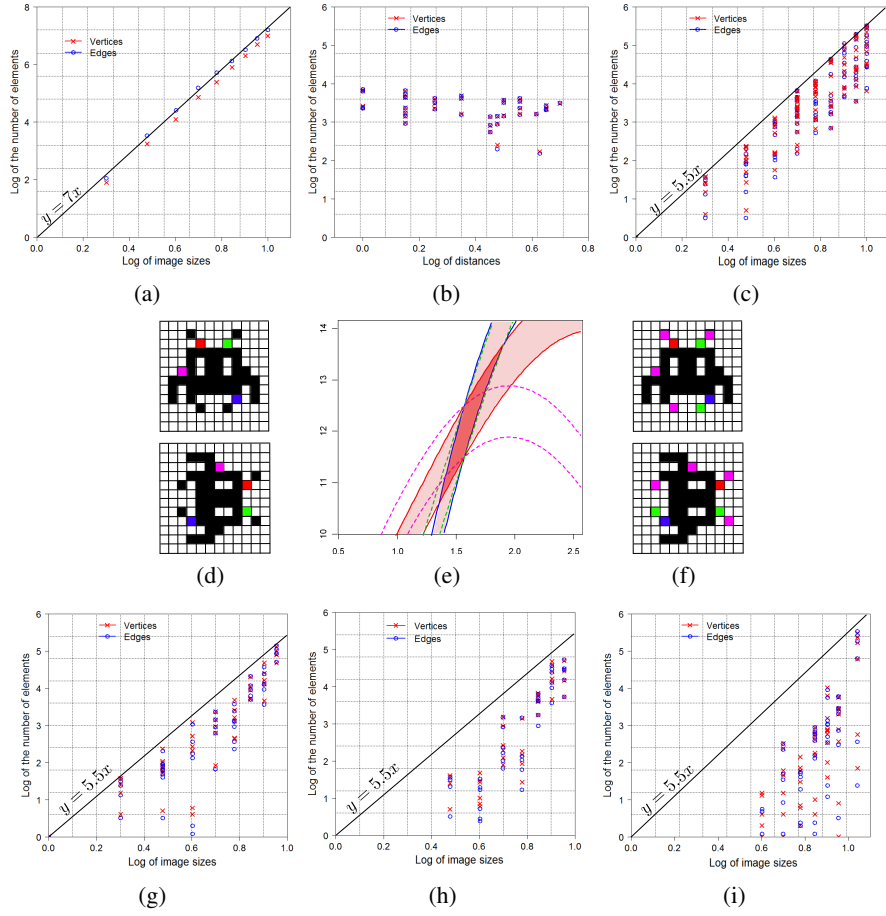 8
6
4
2
0
0.0 0.2 0.4 0.6 0.8 1.0
Log of the number of elements
Log of image sizes
Vertices
Edges
y = 7x
(a)
6
5
4
3
2
1
0
0.0 0.2 0.4 0.6 0.8
Log of the number of elements
Log of distances
Vertices
Edges
(b)
6
5
4
3
2
1
0
0.0 0.2 0.4 0.6 0.8 1.0
Log of the number of elements
Log of image sizes
Vertices
Edges
y = 5.5x
(c)
(d)
14
13
12
11
10
0.5 1.0 1.5 2.0 2.5
(e)
(f)
6
5
4
3
2
1
0
0.0 0.2 0.4 0.6 0.8 1.0
Log of the number of elements
Log of image sizes
Vertices
Edges
y = 5.5x
(g)
6
5
4
3
2
1
0
0.0 0.2 0.4 0.6 0.8 1.0
Log of the number of elements
Log of image sizes
Vertices
Edges
y = 5.5x
(h)
6
5
4
3
2
1
0
0.0 0.2 0.4 0.6 0.8 1.0
Log of the number of elements
Log of image sizes
Vertices
Edges
y = 5.5x
(i)